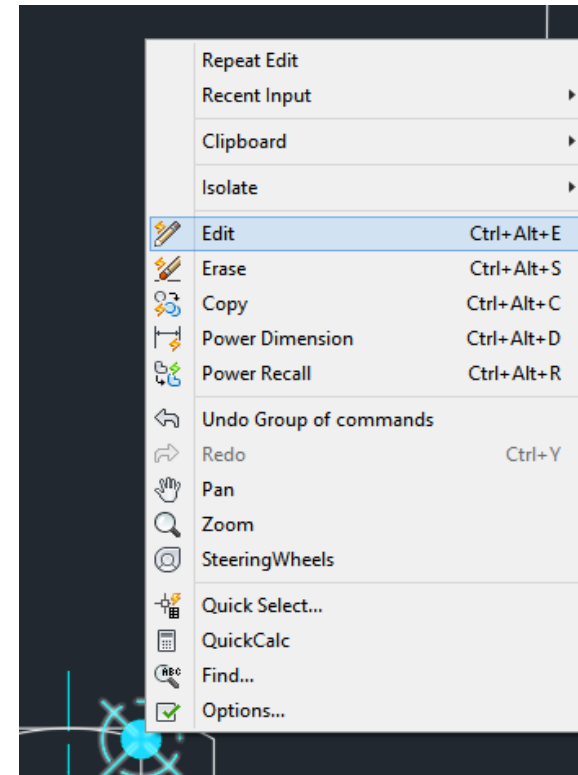 Repeat Edit
Recent Input
Clipboard
Isolate
Edit Ctrl+Alt+E
Erase Ctrl+Alt+S
Copy Ctrl+Alt+C
Power Dimension Ctrl+Alt+D
Power Recall Ctrl+Alt+R
Undo Group of commands
Redo Ctrl+Y
Pan
Zoom
SteeringWheels
Quick Select...
QuickCalc
ABC Find...
Options...